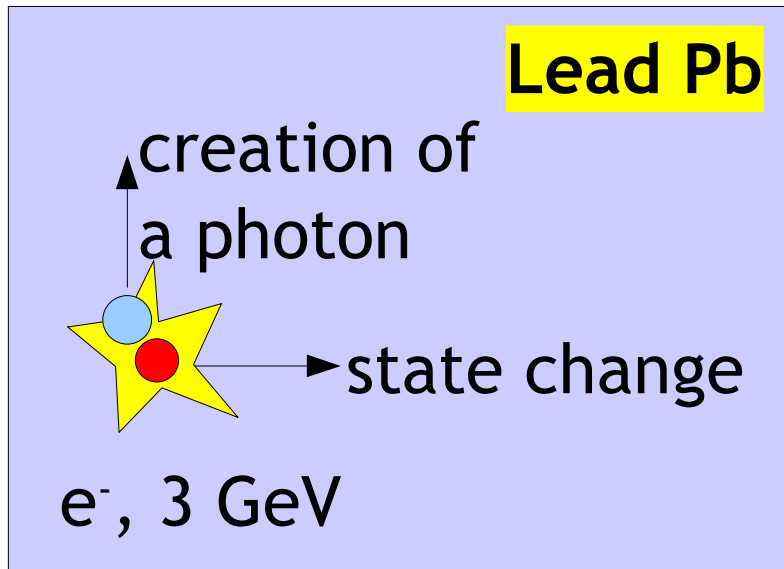 Lead Pb
creation of
a photon
state change
e⁻, 3 GeV